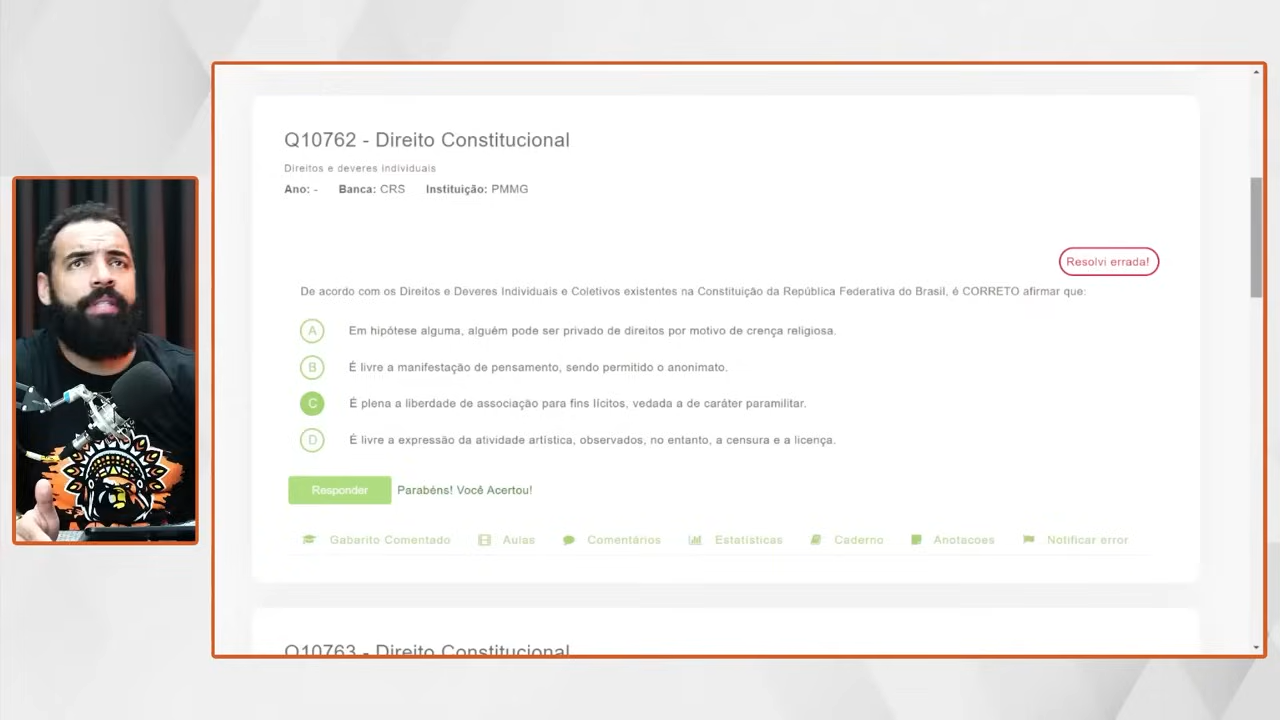 Q10762 - Direito Constitucional
Direitos e deveres individuais
Ano: - Banca: CRS Instituição: PMMG
Resolvi errada!
De acordo com os Direitos e Deveres Individuais e Coletivos existentes na Constituição da República Federativa do Brasil, é CORRETO afirmar que:
A Em hipótese alguma, alguém pode ser privado de direitos por motivo de crença religiosa.
B É livre a manifestação de pensamento, sendo permitido o anonimato.
C É plena a liberdade de associação para fins lícitos, vedada a de caráter paramilitar.
D É livre a expressão da atividade artística, observados, no entanto, a censura e a licença.
Responder Parabéns! Você Acertou!
Gabarito Comentado Aulas Comentários Estatísticas Caderno Anotacoes Notificar error
Q10763 - Direito Constitucional